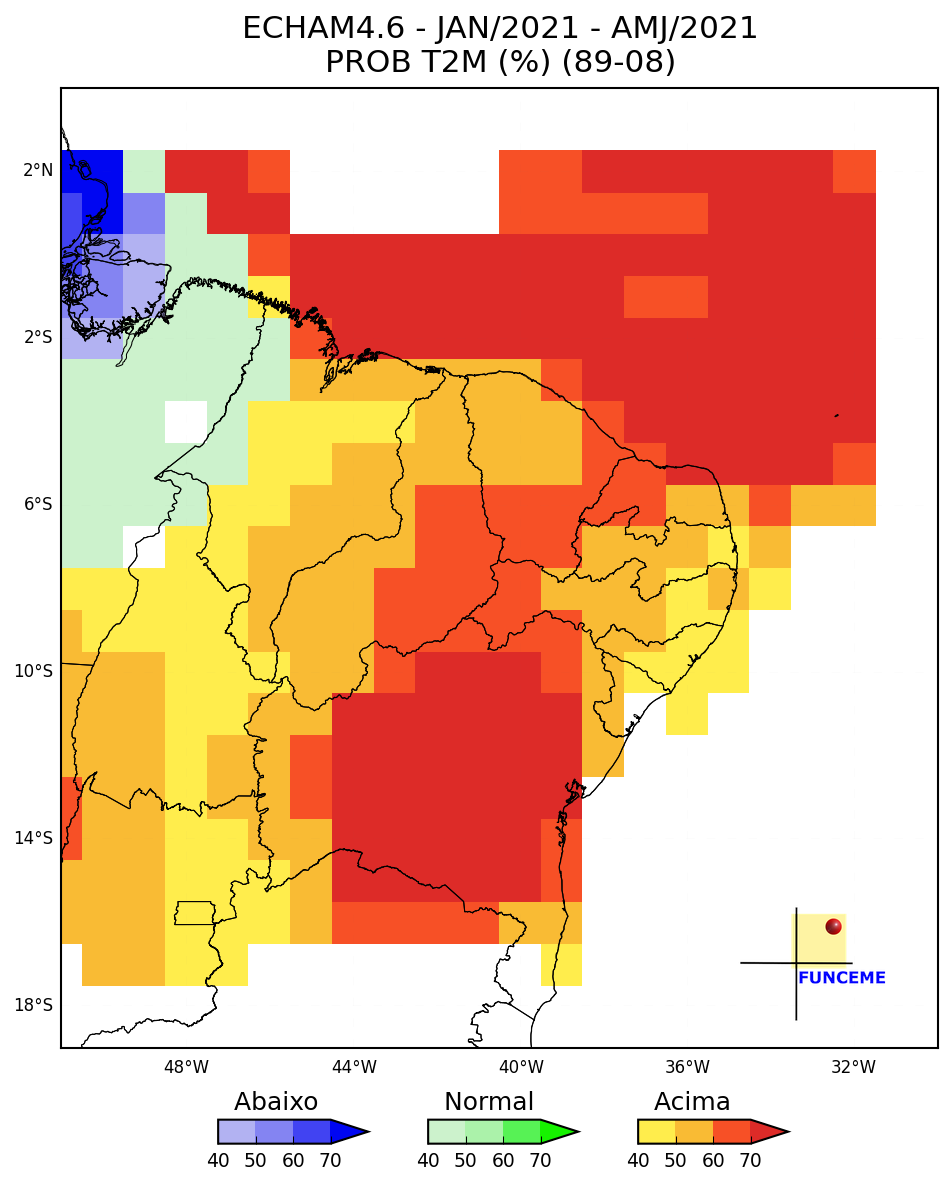 ECHAM4.6 - JAN/2021 - AMJ/2021
PROB T2M (%) (89-08)
2°N
2°S
6°S
10°S
14°S
18°S
FUNCEME
48°W 44°W 40°W 36°W 32°W
Abaixo Normal Acima
40 50 60 70 40 50 60 70 40 50 60 70